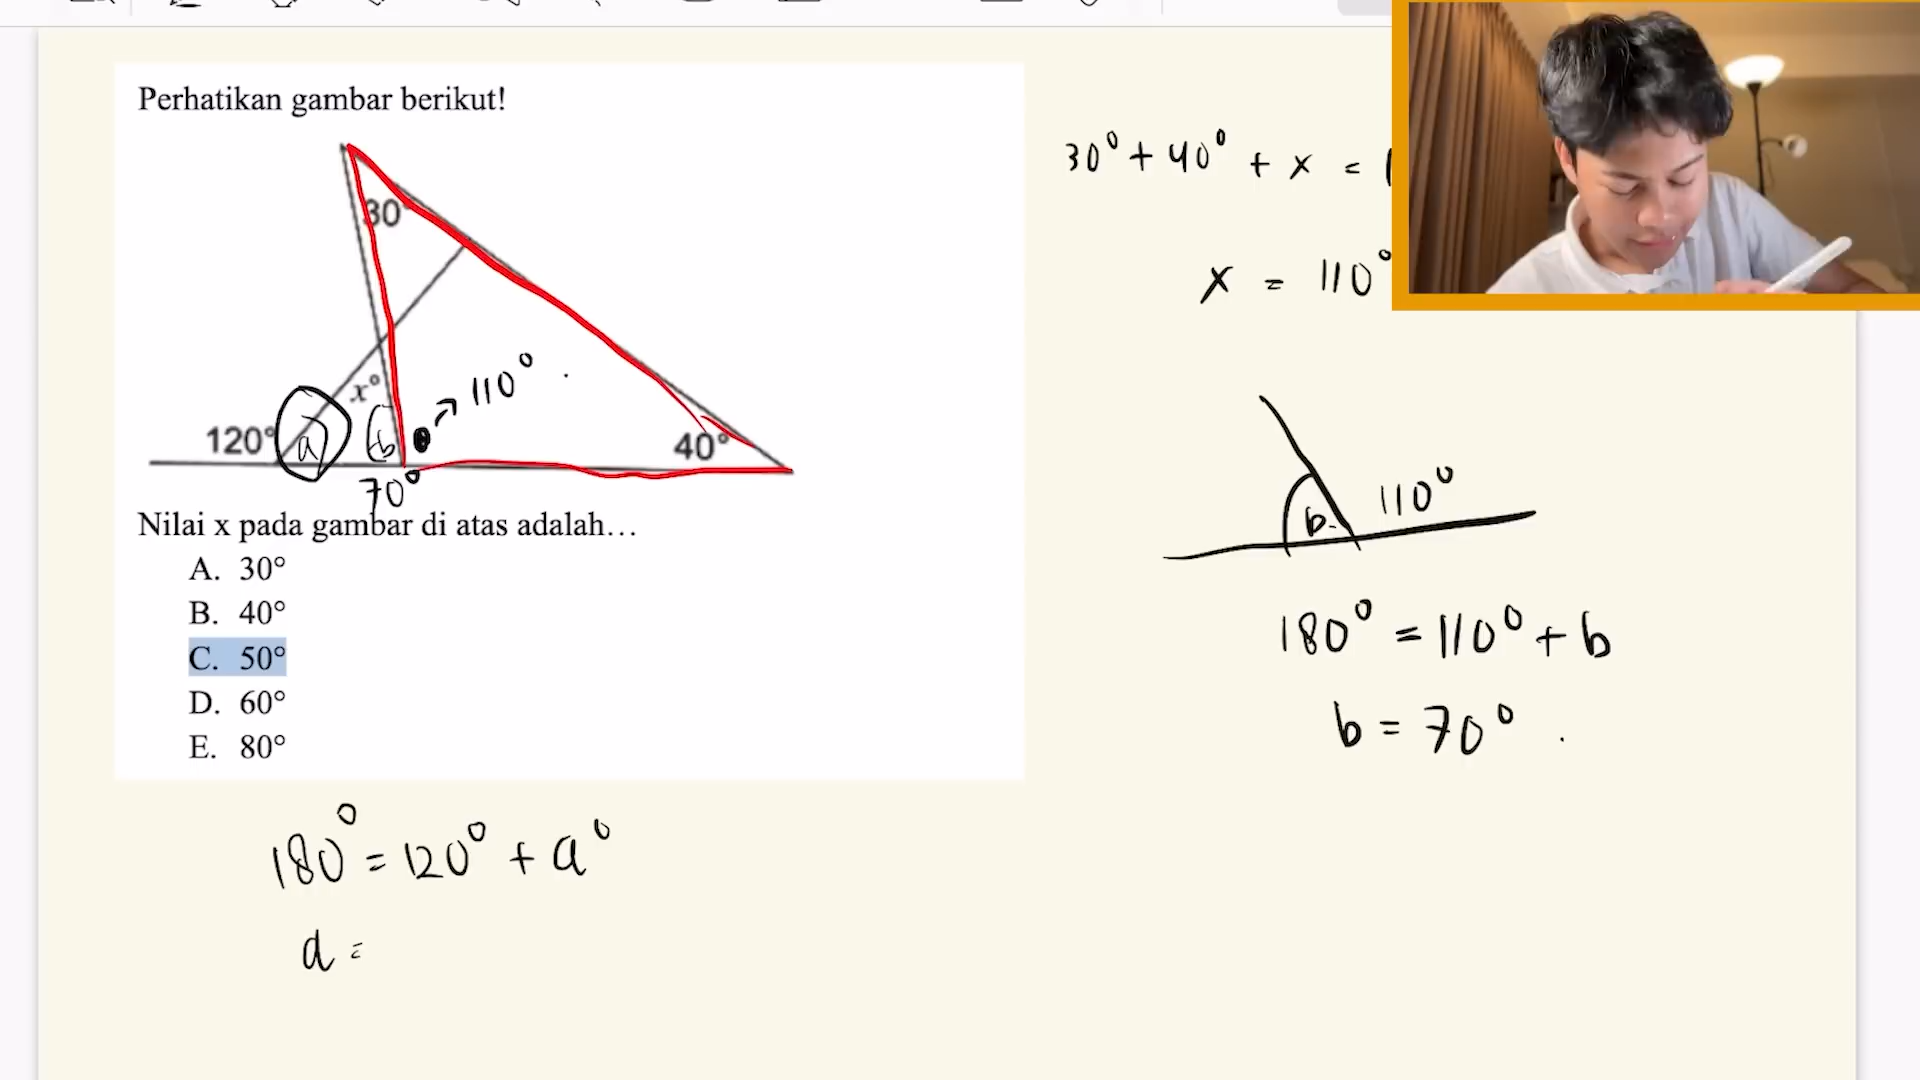 Perhatikan gambar berikut!
30°
x°
120°
a
b
110°
40°
70°
Nilai x pada gambar di atas adalah…
A. 30°
B. 40°
C. 50°
D. 60°
E. 80°
180° = 120° + a°
a =
30° + 40° + x =
x = 110°
b
110°
180° = 110° + b
b = 70°